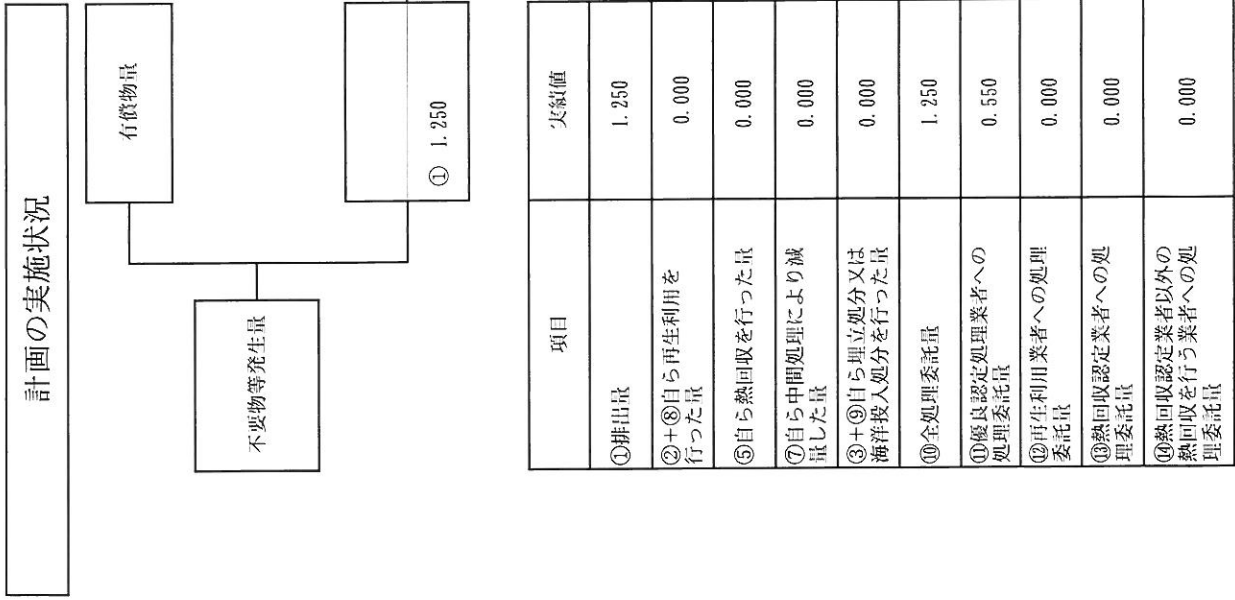 計画の実施状況
有償物量
不要物等発生量
① 1.250
項目
実績値
①排出量
1.250
②+⑧自ら再生利用を
行った量
0.000
⑤自ら熱回収を行った量
0.000
⑦自ら中間処理により減
量した量
0.000
③+⑨自ら埋立処分又は
海洋投入処分を行った量
0.000
⑩全処理委託量
1.250
⑪優良認定処理業者への
処理委託量
0.550
⑫再生利用業者への処理
委託量
0.000
⑬熱回収認定業者への処
理委託量
0.000
⑭熱回収認定業者以外の
熱回収を行う業者への処
理委託量
0.000